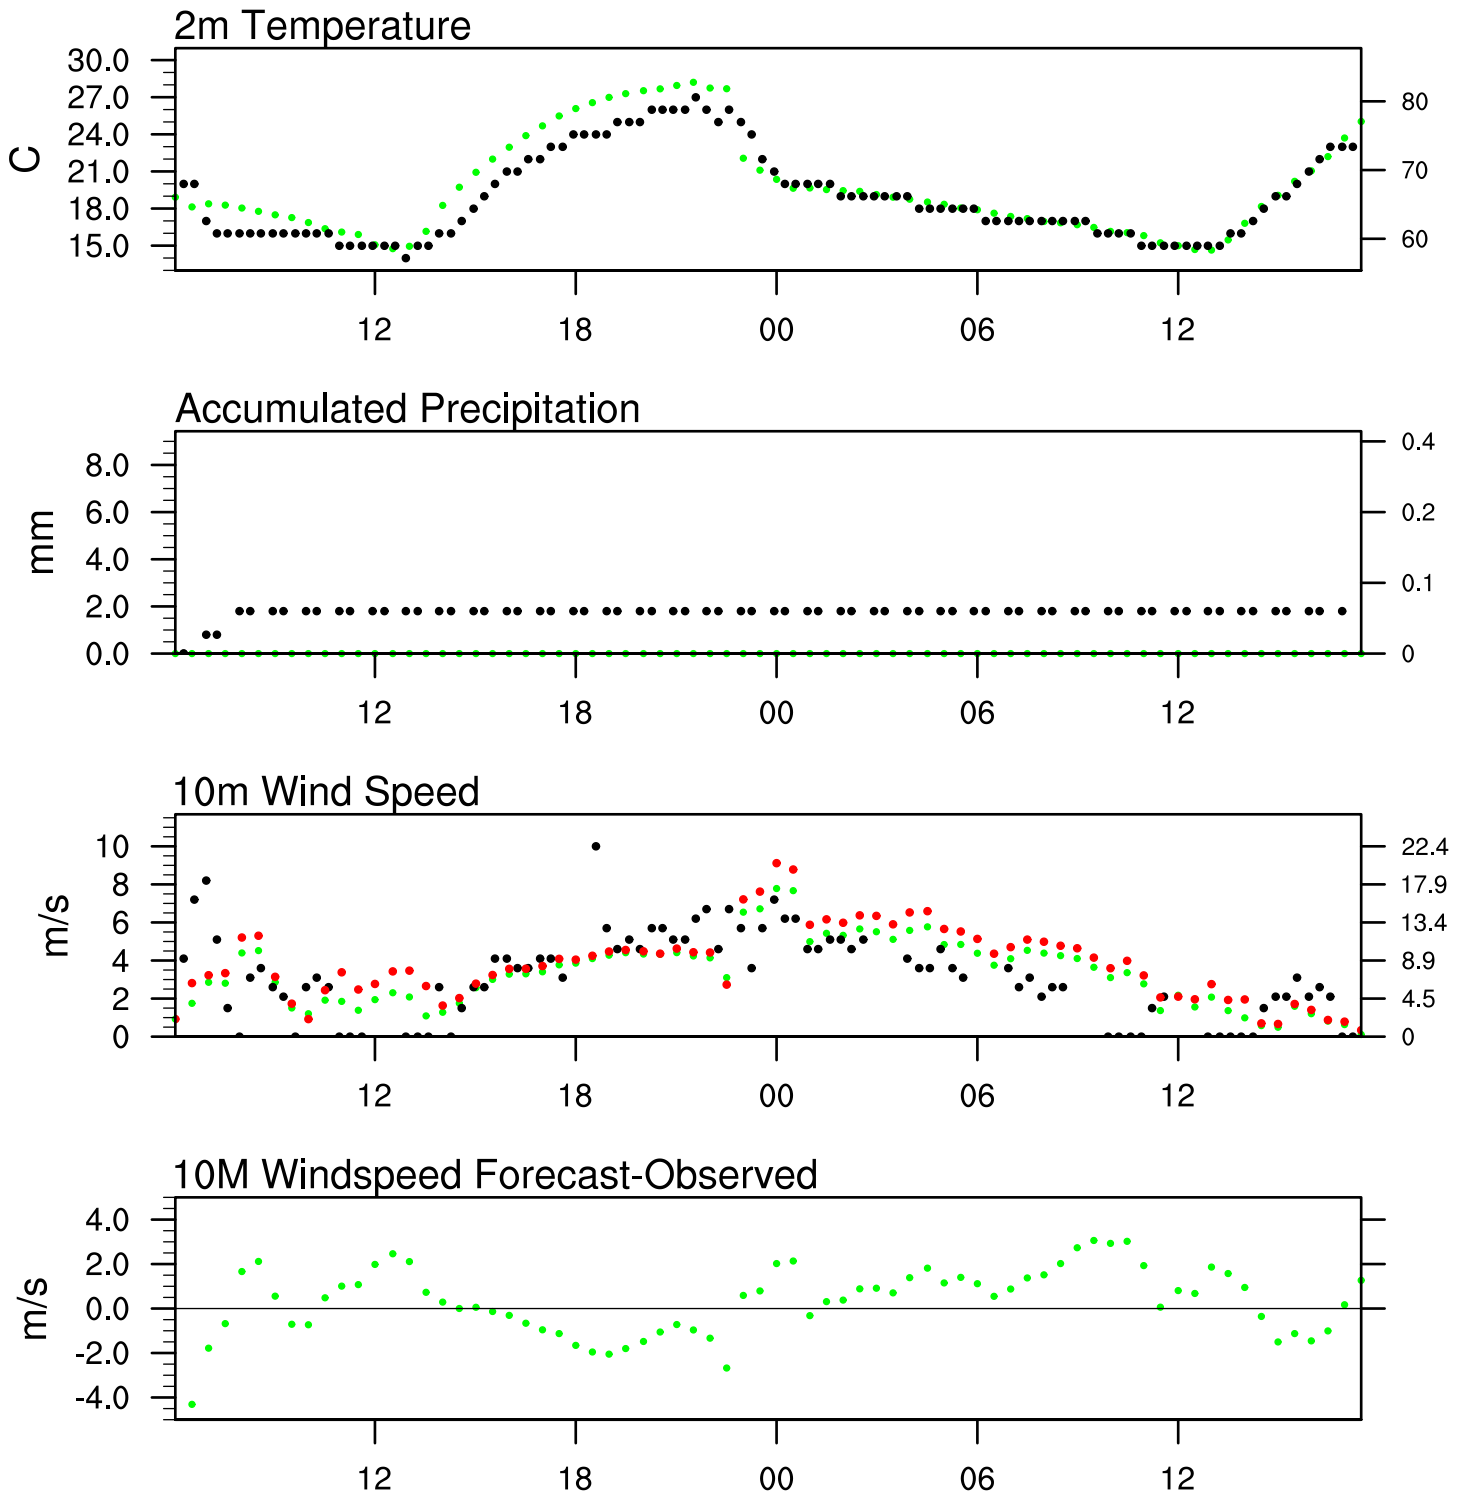 2m Temperature
30.0
27.0
24.0
21.0
18.0
15.0
C
80
70
60
12 18 00 06 12
Accumulated Precipitation
8.0
6.0
4.0
2.0
0.0
mm
0.4
0.2
0.1
0
12 18 00 06 12
10m Wind Speed
10
8
6
4
2
0
m/s
22.4
17.9
13.4
8.9
4.5
0
12 18 00 06 12
10M Windspeed Forecast-Observed
4.0
2.0
0.0
-2.0
-4.0
m/s
12 18 00 06 12